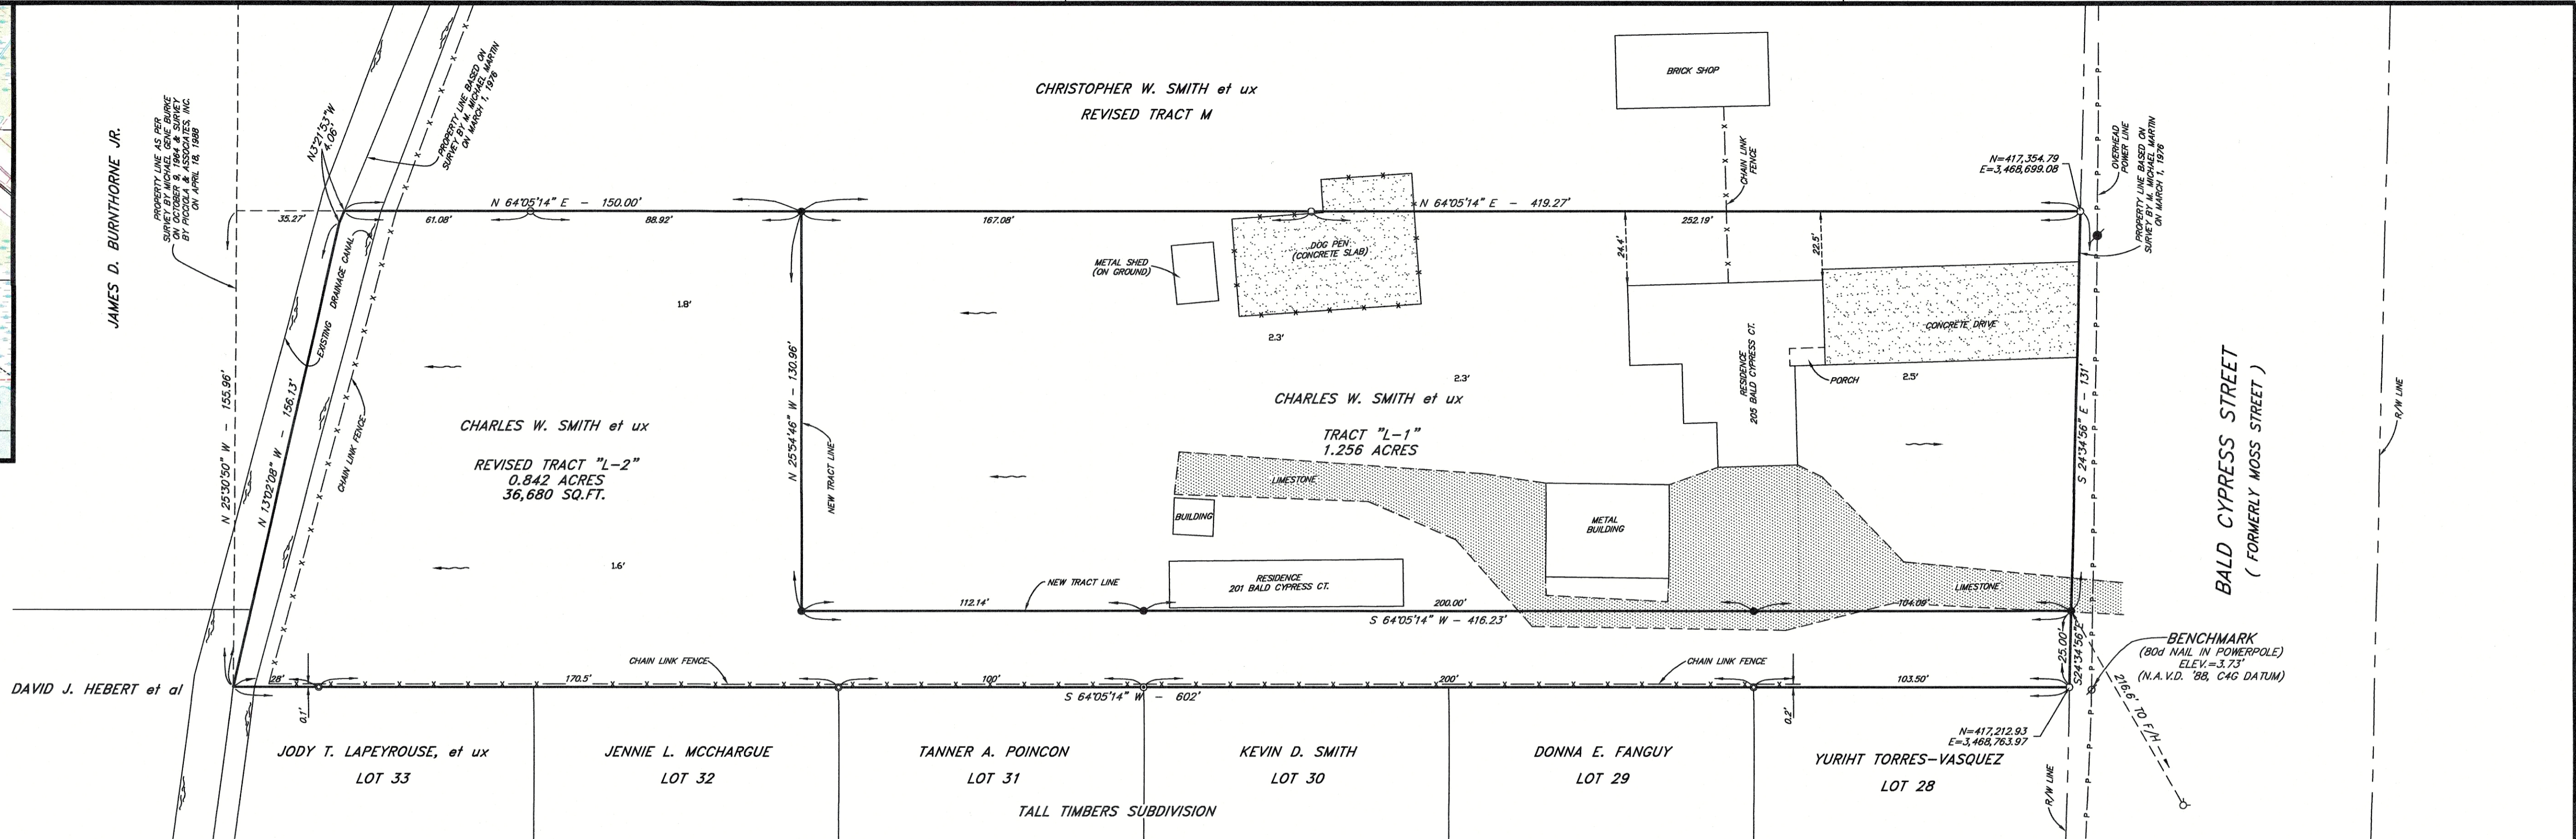 JAMES D. BURNTHORNE JR.
PROPERTY LINE AS PER
SURVEY BY MICHAEL GENE BURKE
ON OCTOBER 9, 1964 & SURVEY
BY PICCIOLA & ASSOCIATES, INC.
ON APRIL 18, 1988
N3°21'53"W
4.06'
PROPERTY LINE BASED ON
SURVEY BY M. MICHAEL MARTIN
ON MARCH 1, 1976
CHRISTOPHER W. SMITH et ux
REVISED TRACT M
BRICK SHOP
CHAIN LINK
FENCE
N=417,354.79
E=3,468,699.08
OVERHEAD
POWER LINE
PROPERTY LINE BASED ON
SURVEY BY M. MICHAEL MARTIN
ON MARCH 1, 1976
35.27'
N 64°05'14" E - 150.00'
61.08'
88.92'
167.08'
N 64°05'14" E - 419.27'
252.19'
24.4'
22.5'
EXISTING DRAINAGE CANAL
METAL SHED
(ON GROUND)
DOG PEN
(CONCRETE SLAB)
1.8'
2.3'
2.3'
CONCRETE DRIVE
RESIDENCE
205 BALD CYPRESS CT.
PORCH
2.5'
N 25°30'50" W - 155.96'
N 13°02'08" W - 156.13'
CHAIN LINK FENCE
CHARLES W. SMITH et ux
REVISED TRACT "L-2"
0.842 ACRES
36,680 SQ.FT.
1.6'
N 25°54'46" W - 130.96'
NEW TRACT LINE
CHARLES W. SMITH et ux
TRACT "L-1"
1.256 ACRES
LIMESTONE
BUILDING
METAL
BUILDING
RESIDENCE
201 BALD CYPRESS CT.
LIMESTONE
S 24°34'56" E - 131'
BALD CYPRESS STREET
( FORMERLY MOSS STREET )
R/W LINE
NEW TRACT LINE
112.14'
200.00'
104.09'
S 64°05'14" W - 416.23'
25.00'
S24°34'56"E
BENCHMARK
(80d NAIL IN POWERPOLE)
ELEV.=3.73'
(N.A.V.D. '88, C4G DATUM)
216.6' TO F/H
DAVID J. HEBERT et al
CHAIN LINK FENCE
CHAIN LINK FENCE
28'
170.5'
100'
200'
103.50'
S 64°05'14" W - 602'
0.1'
0.2'
N=417,212.93
E=3,468,763.97
R/W LINE
JODY T. LAPEYROUSE, et ux
LOT 33
JENNIE L. MCCHARGUE
LOT 32
TANNER A. POINCON
LOT 31
KEVIN D. SMITH
LOT 30
DONNA E. FANGUY
LOT 29
YURIHT TORRES-VASQUEZ
LOT 28
TALL TIMBERS SUBDIVISION